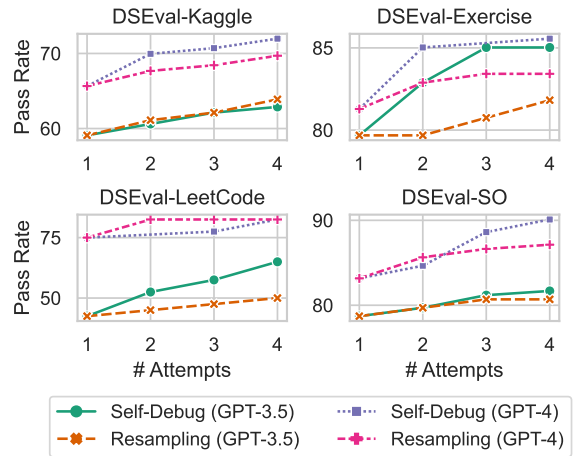 DSEval-Kaggle
DSEval-Exercise
Pass Rate
70
60
1 2 3 4
85
80
1 2 3 4
DSEval-LeetCode
DSEval-SO
Pass Rate
75
50
1 2 3 4
# Attempts
90
80
1 2 3 4
# Attempts
Self-Debug (GPT-3.5)
Self-Debug (GPT-4)
Resampling (GPT-3.5)
Resampling (GPT-4)